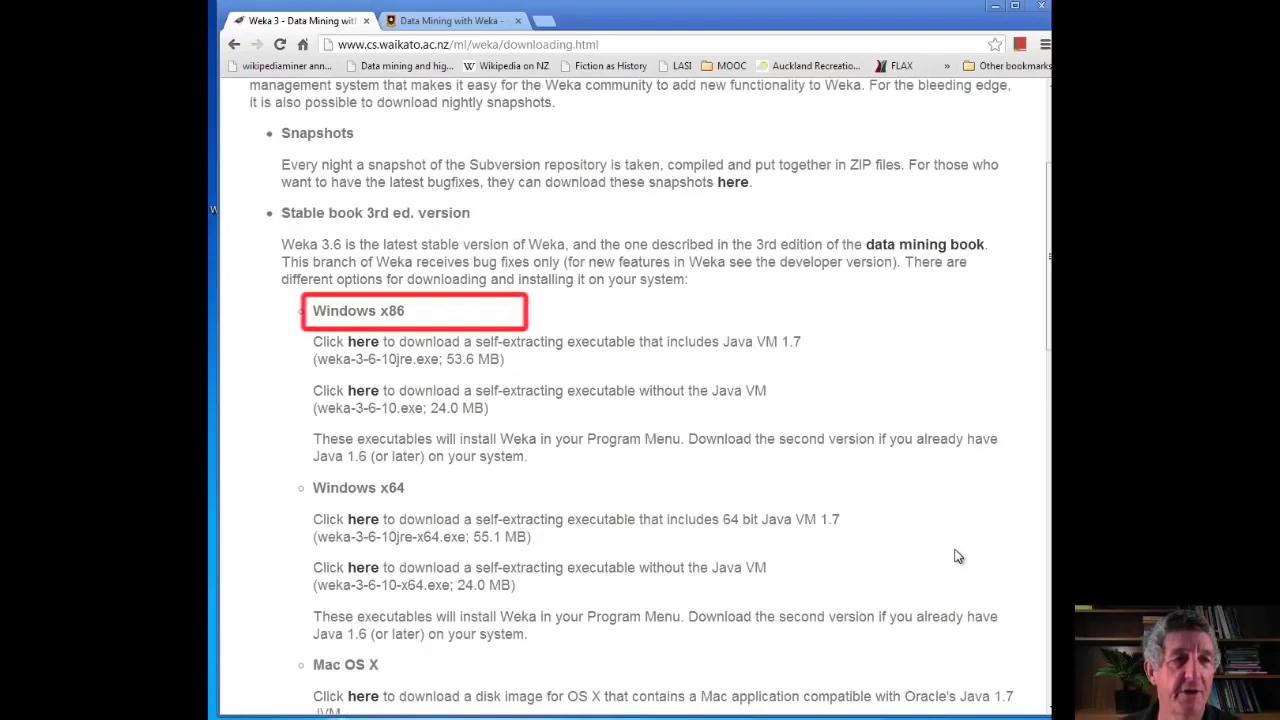 Weka 3 - Data Mining with
Data Mining with Weka -
www.cs.waikato.ac.nz/ml/weka/downloading.html
wikipediaminer ann... Data mining and hig... Wikipedia on NZ Fiction as History LASI MOOC Auckland Recreatio... FLAX » Other bookmarks
management system that makes it easy for the Weka community to add new functionality to Weka. For the bleeding edge,
it is also possible to download nightly snapshots.
Snapshots
Every night a snapshot of the Subversion repository is taken, compiled and put together in ZIP files. For those who
want to have the latest bugfixes, they can download these snapshots here.
Stable book 3rd ed. version
Weka 3.6 is the latest stable version of Weka, and the one described in the 3rd edition of the data mining book.
This branch of Weka receives bug fixes only (for new features in Weka see the developer version). There are
different options for downloading and installing it on your system:
Windows x86
Click here to download a self-extracting executable that includes Java VM 1.7
(weka-3-6-10jre.exe; 53.6 MB)
Click here to download a self-extracting executable without the Java VM
(weka-3-6-10.exe; 24.0 MB)
These executables will install Weka in your Program Menu. Download the second version if you already have
Java 1.6 (or later) on your system.
Windows x64
Click here to download a self-extracting executable that includes 64 bit Java VM 1.7
(weka-3-6-10jre-x64.exe; 55.1 MB)
Click here to download a self-extracting executable without the Java VM
(weka-3-6-10-x64.exe; 24.0 MB)
These executables will install Weka in your Program Menu. Download the second version if you already have
Java 1.6 (or later) on your system.
Mac OS X
Click here to download a disk image for OS X that contains a Mac application compatible with Oracle's Java 1.7